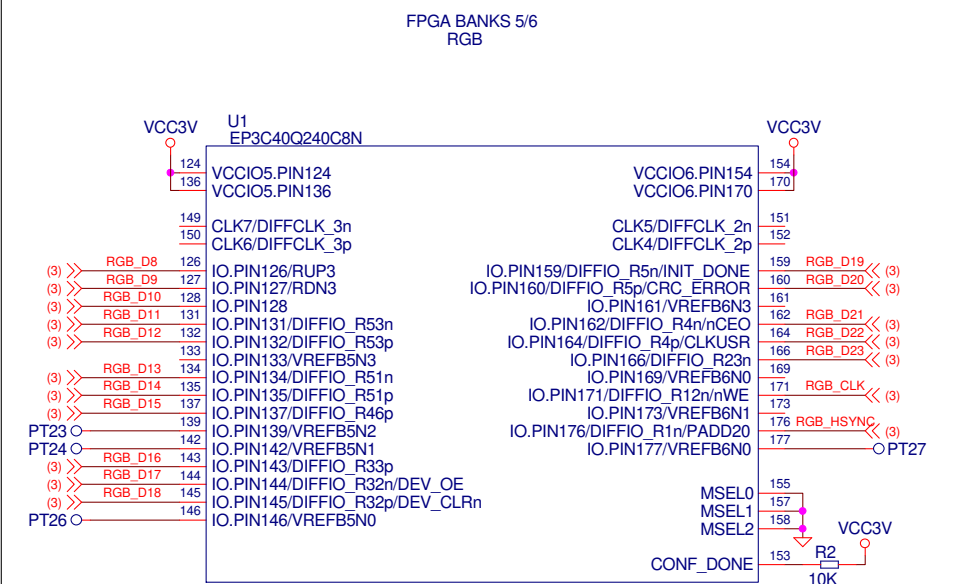 FPGA BANKS 5/6
RGB
U1
EP3C40Q240C8N
VCC3V
VCC3V
124 VCCIO5.PIN124
136 VCCIO5.PIN136
149 CLK7/DIFFCLK_3n
150 CLK6/DIFFCLK_3p
(3) RGB_D8 126 IO.PIN126/RUP3
(3) RGB_D9 127 IO.PIN127/RDN3
(3) RGB_D10 128 IO.PIN128
(3) RGB_D11 131 IO.PIN131/DIFFIO_R53n
(3) RGB_D12 132 IO.PIN132/DIFFIO_R53p
133 IO.PIN133/VREFB5N3
(3) RGB_D13 134 IO.PIN134/DIFFIO_R51n
(3) RGB_D14 135 IO.PIN135/DIFFIO_R51p
(3) RGB_D15 137 IO.PIN137/DIFFIO_R46p
PT23 139 IO.PIN139/VREFB5N2
PT24 142 IO.PIN142/VREFB5N1
(3) RGB_D16 143 IO.PIN143/DIFFIO_R33p
(3) RGB_D17 144 IO.PIN144/DIFFIO_R32n/DEV_OE
(3) RGB_D18 145 IO.PIN145/DIFFIO_R32p/DEV_CLRn
PT26 146 IO.PIN146/VREFB5N0
VCCIO6.PIN154 154
VCCIO6.PIN170 170
CLK5/DIFFCLK_2n 151
CLK4/DIFFCLK_2p 152
IO.PIN159/DIFFIO_R5n/INIT_DONE 159 RGB_D19 (3)
IO.PIN160/DIFFIO_R5p/CRC_ERROR 160 RGB_D20 (3)
IO.PIN161/VREFB6N3 161
IO.PIN162/DIFFIO_R4n/nCEO 162 RGB_D21 (3)
IO.PIN164/DIFFIO_R4p/CLKUSR 164 RGB_D22 (3)
IO.PIN166/DIFFIO_R23n 166 RGB_D23 (3)
IO.PIN169/VREFB6N0 169
IO.PIN171/DIFFIO_R12n/nWE 171 RGB_CLK (3)
IO.PIN173/VREFB6N1 173
IO.PIN176/DIFFIO_R1n/PADD20 176 RGB_HSYNC (3)
IO.PIN177/VREFB6N0 177 PT27
MSEL0 155
MSEL1 157
MSEL2 158
VCC3V
CONF_DONE 153 R2
10K